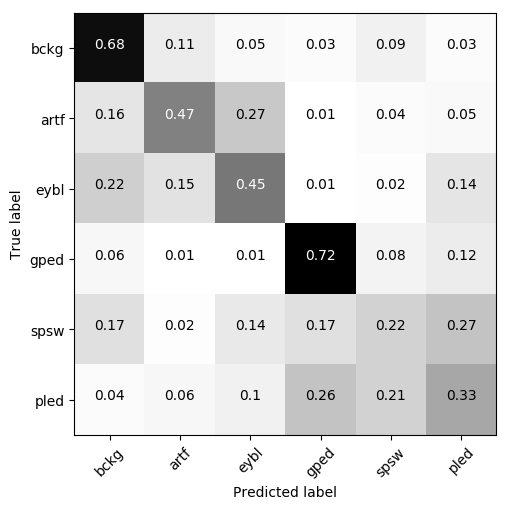 True label
bckg 0.68 0.11 0.05 0.03 0.09 0.03
artf 0.16 0.47 0.27 0.01 0.04 0.05
eybl 0.22 0.15 0.45 0.01 0.02 0.14
gped 0.06 0.01 0.01 0.72 0.08 0.12
spsw 0.17 0.02 0.14 0.17 0.22 0.27
pled 0.04 0.06 0.1 0.26 0.21 0.33
bckg artf eybl gped spsw pled
Predicted label